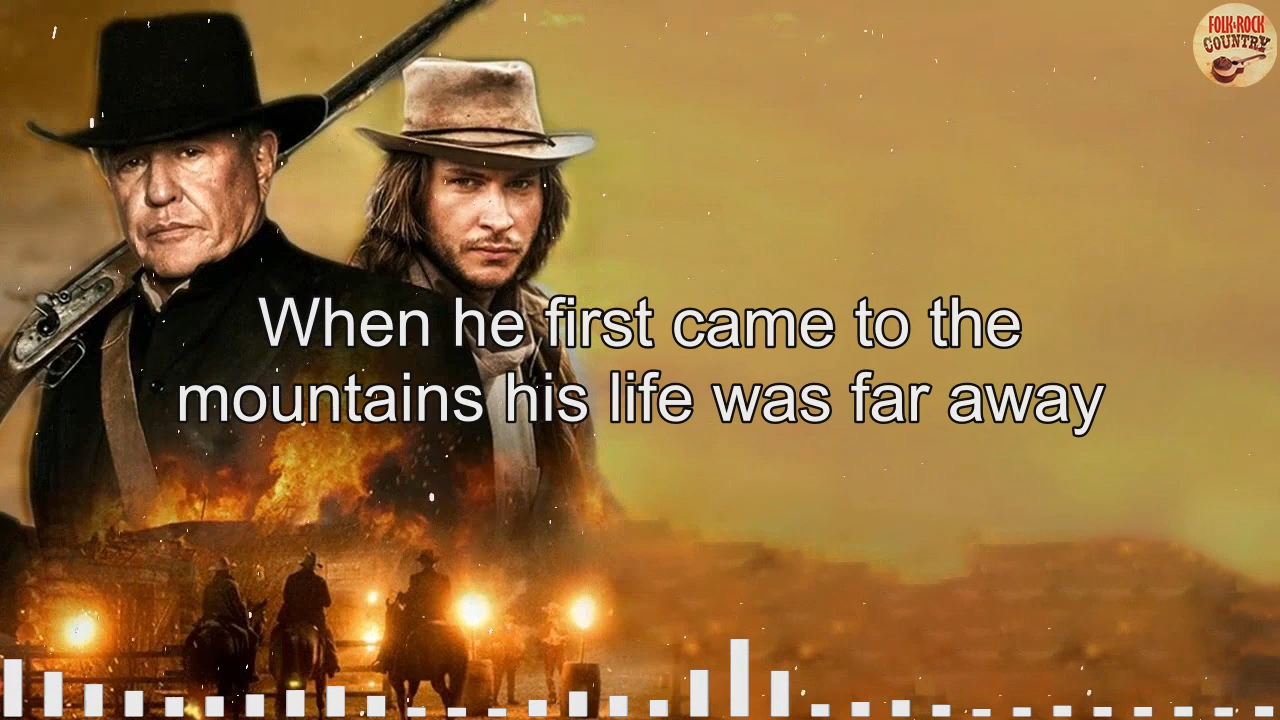 FOLK ROCK
COUNTRY
When he first came to the
mountains his life was far away